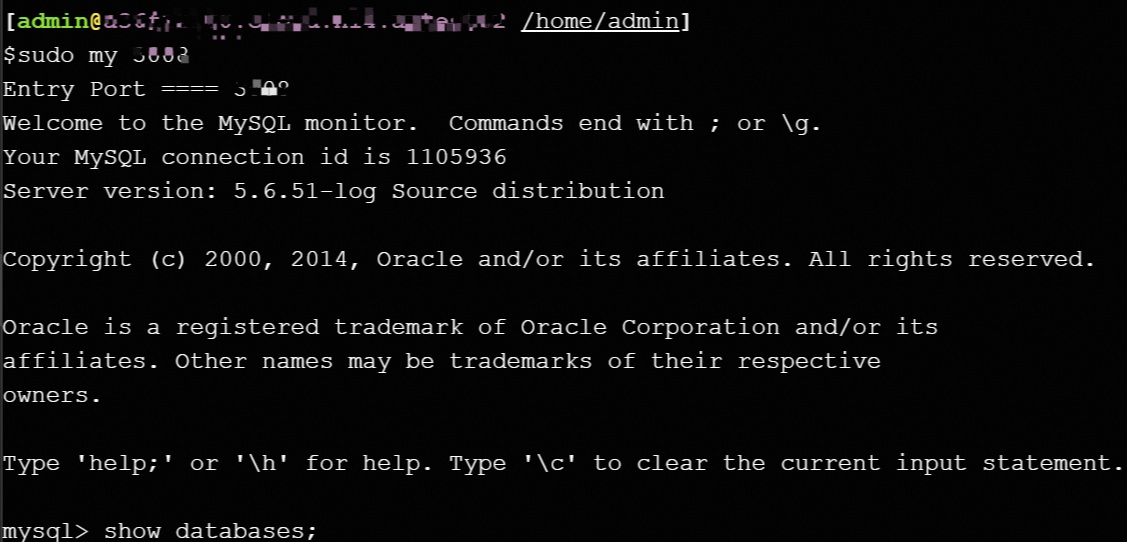 [admin@ /home/admin]
$sudo my
Entry Port ====
Welcome to the MySQL monitor.  Commands end with ; or \g.
Your MySQL connection id is 1105936
Server version: 5.6.51-log Source distribution
Copyright (c) 2000, 2014, Oracle and/or its affiliates. All rights reserved.
Oracle is a registered trademark of Oracle Corporation and/or its
affiliates. Other names may be trademarks of their respective
owners.
Type 'help;' or '\h' for help. Type '\c' to clear the current input statement.
mysql> show databases;